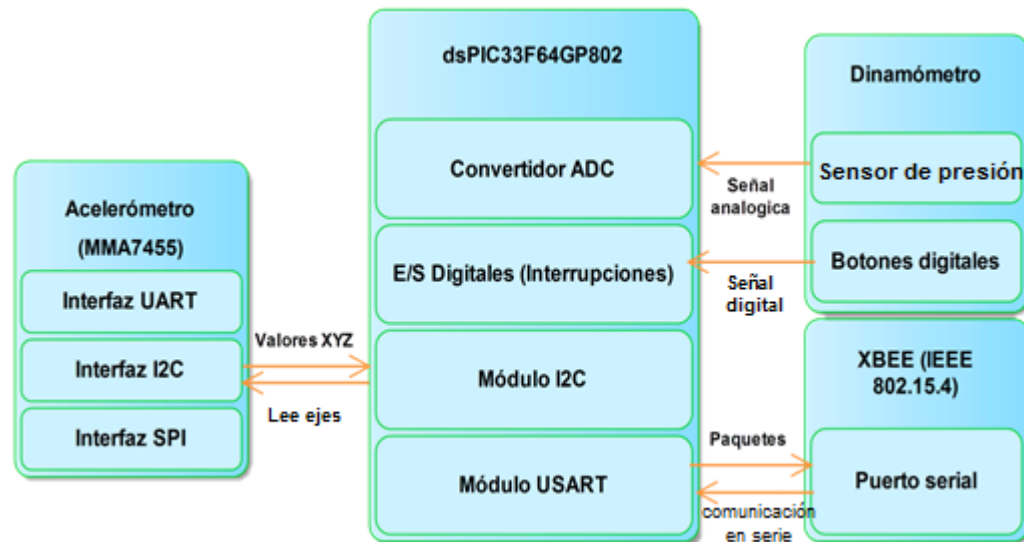 Acelerómetro
(MMA7455)
Interfaz UART
Interfaz I2C
Interfaz SPI
Valores XYZ
Lee ejes
dsPIC33F64GP802
Convertidor ADC
E/S Digitales (Interrupciones)
Módulo I2C
Módulo USART
Señal
analogica
Señal
digital
Paquetes
comunicación
en serie
Dinamómetro
Sensor de presión
Botones digitales
XBEE (IEEE
802.15.4)
Puerto serial